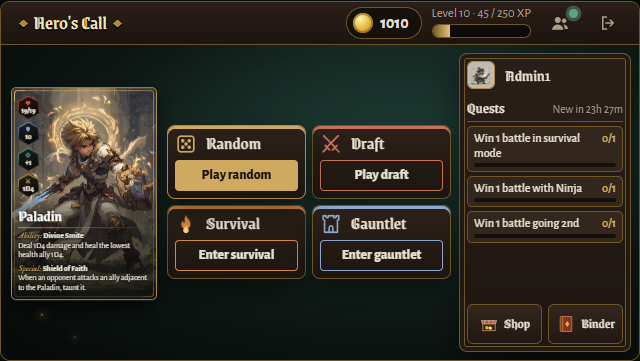 Hero's Call
1010
Level 10 · 45 / 250 XP
19/19
10
+1
1D4
Paladin
Ability: Divine Smite
Deal 1D4 damage and heal the lowest
health ally 1D4.
Special: Shield of Faith
When an opponent attacks an ally adjacent
to the Paladin, taunt it.
Random
Play random
Draft
Play draft
Survival
Enter survival
Gauntlet
Enter gauntlet
Admin1
Quests
New in 23h 27m
Win 1 battle in survival
mode
0/1
Win 1 battle with Ninja
0/1
Win 1 battle going 2nd
0/1
Shop
Binder